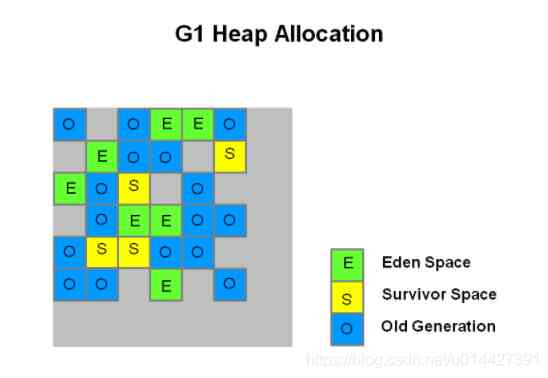 G1 Heap Allocation
O O E E O
E O O S
E O S O
O E E O O
O S S O O
O O E O
E Eden Space
S Survivor Space
O Old Generation
https://blog.csdn.net/u014427391